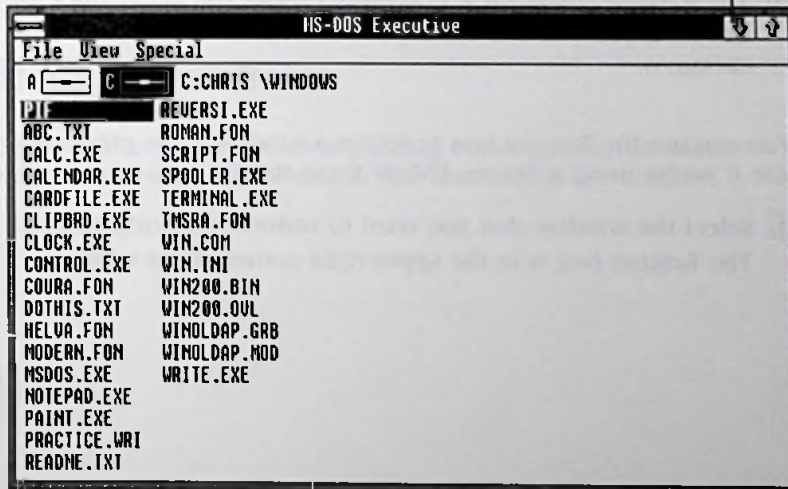 MS-DOS Executive
File View Special
A C C:CHRIS \WINDOWS
PIF REVERSI.EXE
ABC.TXT ROMAN.FON
CALC.EXE SCRIPT.FON
CALENDAR.EXE SPOOLER.EXE
CARDFILE.EXE TERMINAL.EXE
CLIPBRD.EXE TMSRA.FON
CLOCK.EXE WIN.COM
CONTROL.EXE WIN.INI
COURA.FON WIN200.BIN
DOTHIS.TXT WIN200.OVL
HELVA.FON WINOLDAP.GRB
MODERN.FON WINOLDAP.MOD
MSDOS.EXE WRITE.EXE
NOTEPAD.EXE
PAINT.EXE
PRACTICE.WRI
README.TXT